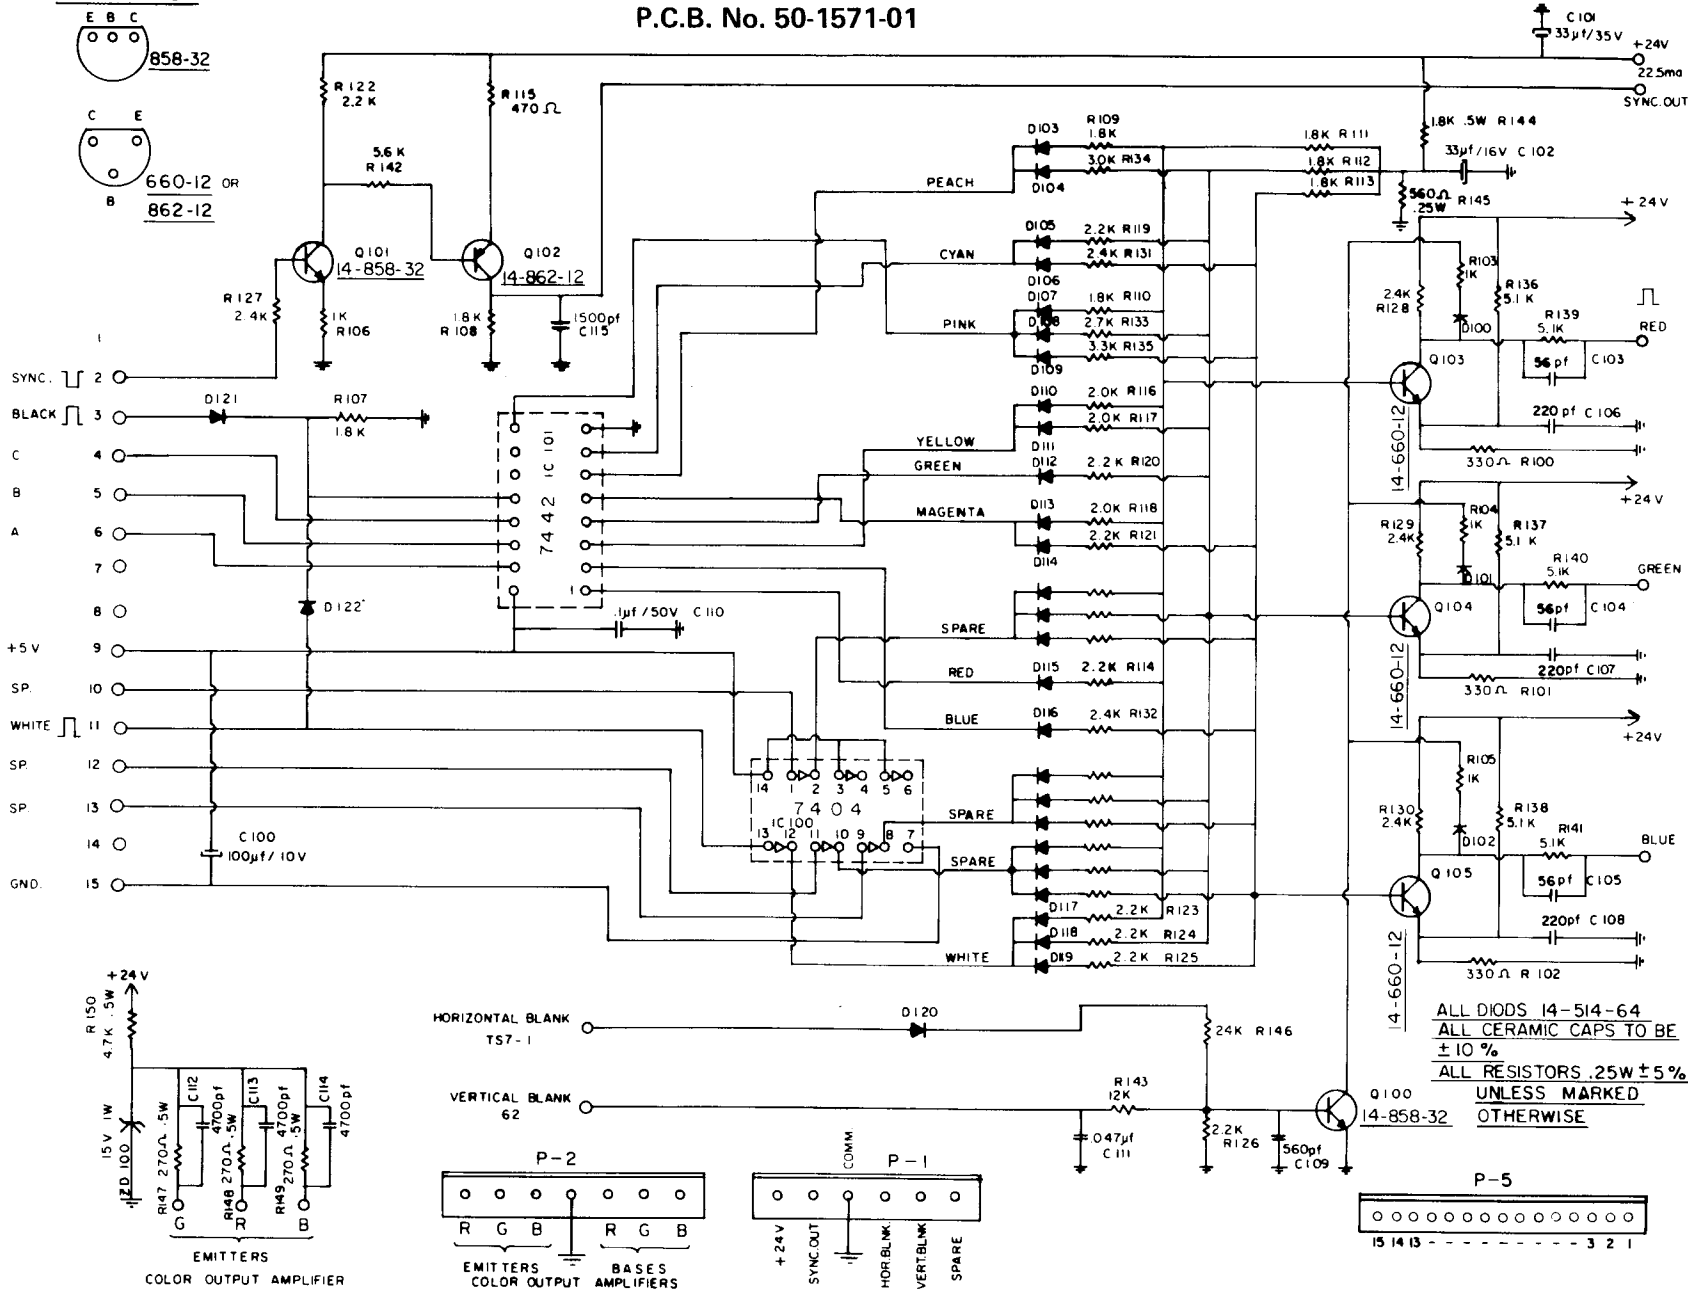 P.C.B. No. 50-1571-01
E B C
858-32
C E
B
660-12 OR
862-12
R122
2.2K
R115
470Ω
5.6K
R142
Q101
14-858-32
Q102
14-862-12
R127
2.4K
1K
R106
1.8K
R108
1500pf
C115
C101
33µf/35V
+24V
22.5ma
SYNC.OUT
1.8K .5W R144
33µf/16V C102
560Ω
.25W
R145
1
SYNC. 2
BLACK 3
C 4
B 5
A 6
7
8
+5V 9
SP. 10
WHITE 11
SP. 12
SP. 13
14
GND. 15
D121
R107
1.8K
D122
IC 101
7442
1
.1µf/50V C110
C100
100µf/10V
PEACH
CYAN
PINK
YELLOW
GREEN
MAGENTA
SPARE
RED
BLUE
SPARE
SPARE
WHITE
D103 R109
1.8K
3.0K R134
D104
D105 2.2K R119
2.4K R131
D106
D107 1.8K R110
D108 2.7K R133
3.3K R135
D109
D110 2.0K R116
2.0K R117
D111
D112 2.2K R120
D113 2.0K R118
2.2K R121
D114
D115 2.2K R114
D116 2.4K R132
D117 2.2K R123
D118 2.2K R124
D119 2.2K R125
1.8K R111
1.8K R112
1.8K R113
14 1 2 3 4 5 6
7404
IC100
13 12 11 10 9 8 7
+24V
R103
1K
2.4K
R128
R136
5.1K
D100
R139
5.1K
RED
56pf C103
Q103
14-660-12
220pf C106
330Ω R100
+24V
R104
1K
R129
2.4K
R137
5.1K
D101
R140
5.1K
GREEN
56pf C104
Q104
14-660-12
220pf C107
330Ω R101
+24V
R105
1K
R130
2.4K
R138
5.1K
D102
R141
5.1K
BLUE
56pf C105
Q105
14-660-12
220pf C108
330Ω R102
ALL DIODS 14-514-64
ALL CERAMIC CAPS TO BE
±10%
ALL RESISTORS .25W±5%
UNLESS MARKED
OTHERWISE
HORIZONTAL BLANK
TS7-1
D120
24K R146
VERTICAL BLANK
62
R143
12K
.047µf
C111
2.2K
R126
560pf
C109
Q100
14-858-32
+24V
R150
4.7K .5W
15V 1W
ZD100
R147 270Ω .5W
C112
4700pf
R148 270Ω .5W
C113
4700pf
R149 270Ω .5W
C114
4700pf
G R B
EMITTERS
COLOR OUTPUT AMPLIFIER
P-2
R G B R G B
EMITTERS BASES
COLOR OUTPUT AMPLIFIERS
P-1
COMM.
+24V
SYNC.OUT
HOR.BLNK.
VERT.BLNK
SPARE
P-5
15 14 13 - - - - - - - - - 3 2 1